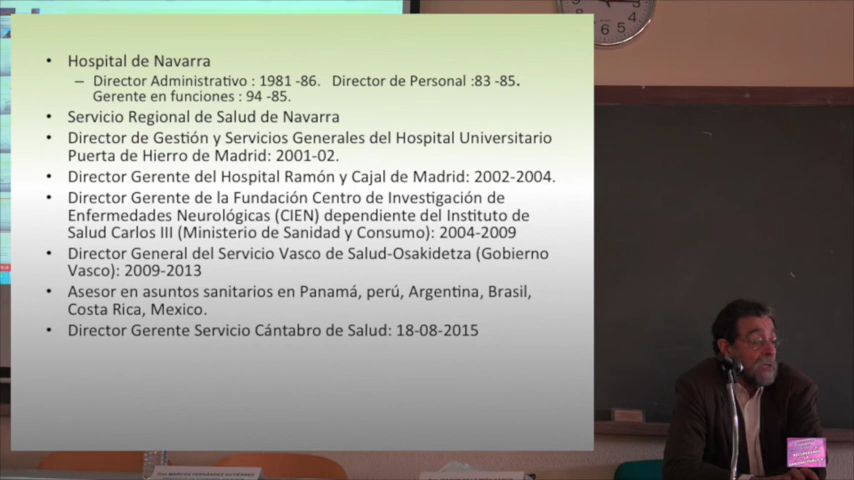 • Hospital de Navarra
– Director Administrativo : 1981 -86. Director de Personal :83 -85.
Gerente en funciones : 94 -85.
• Servicio Regional de Salud de Navarra
• Director de Gestión y Servicios Generales del Hospital Universitario
Puerta de Hierro de Madrid: 2001-02.
• Director Gerente del Hospital Ramón y Cajal de Madrid: 2002-2004.
• Director Gerente de la Fundación Centro de Investigación de
Enfermedades Neurológicas (CIEN) dependiente del Instituto de
Salud Carlos III (Ministerio de Sanidad y Consumo): 2004-2009
• Director General del Servicio Vasco de Salud-Osakidetza (Gobierno
Vasco): 2009-2013
• Asesor en asuntos sanitarios en Panamá, perú, Argentina, Brasil,
Costa Rica, Mexico.
• Director Gerente Servicio Cántabro de Salud: 18-08-2015